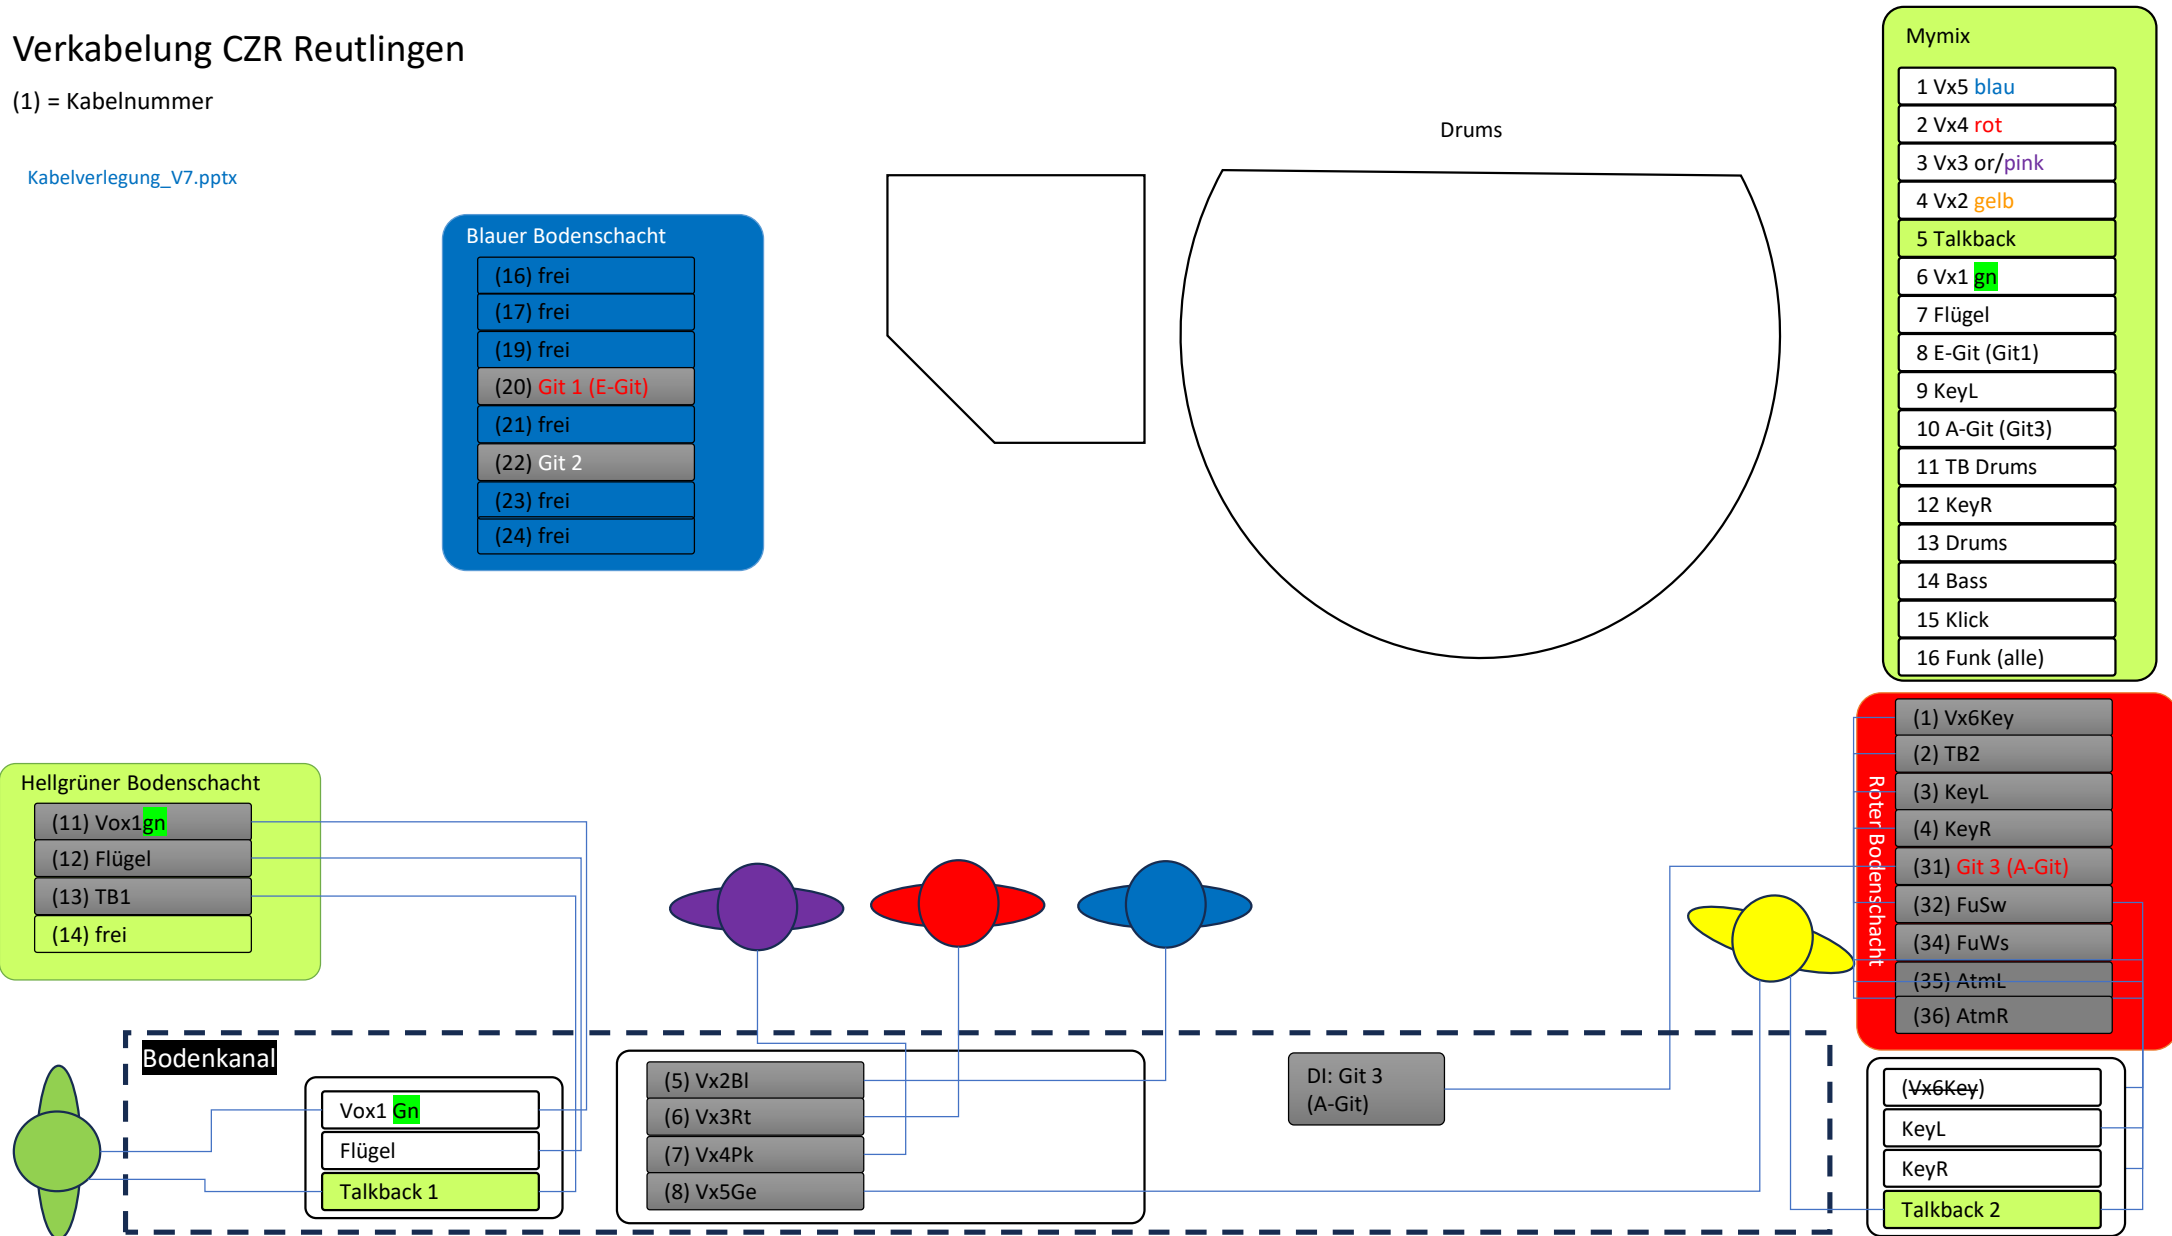 Verkabelung CZR Reutlingen
(1) = Kabelnummer
Kabelverlegung_V7.pptx
Blauer Bodenschacht
(16) frei
(17) frei
(19) frei
(20) Git 1 (E-Git)
(21) frei
(22) Git 2
(23) frei
(24) frei
Drums
Mymix
1 Vx5 blau
2 Vx4 rot
3 Vx3 or/pink
4 Vx2 gelb
5 Talkback
6 Vx1 gn
7 Flügel
8 E-Git (Git1)
9 KeyL
10 A-Git (Git3)
11 TB Drums
12 KeyR
13 Drums
14 Bass
15 Klick
16 Funk (alle)
Roter Bodenschacht
(1) Vx6Key
(2) TB2
(3) KeyL
(4) KeyR
(31) Git 3 (A-Git)
(32) FuSw
(34) FuWs
(35) AtmL
(36) AtmR
Hellgrüner Bodenschacht
(11) Vox1gn
(12) Flügel
(13) TB1
(14) frei
Bodenkanal
Vox1 Gn
Flügel
Talkback 1
(5) Vx2Bl
(6) Vx3Rt
(7) Vx4Pk
(8) Vx5Ge
DI: Git 3
(A-Git)
(Vx6Key)
KeyL
KeyR
Talkback 2